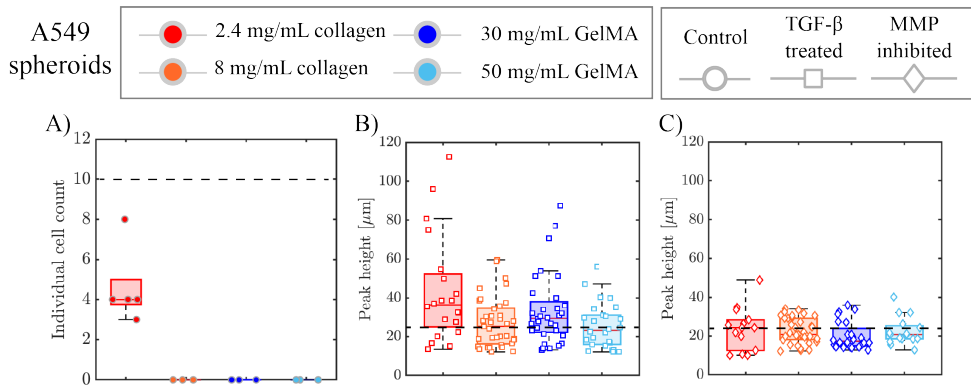 A549
spheroids
2.4 mg/mL collagen
30 mg/mL GelMA
8 mg/mL collagen
50 mg/mL GelMA
Control
TGF-β
treated
MMP
inhibited
A)
12
10
8
6
4
2
0
Individual cell count
B)
120
100
80
60
40
20
0
Peak height [μm]
C)
120
100
80
60
40
20
0
Peak height [μm]